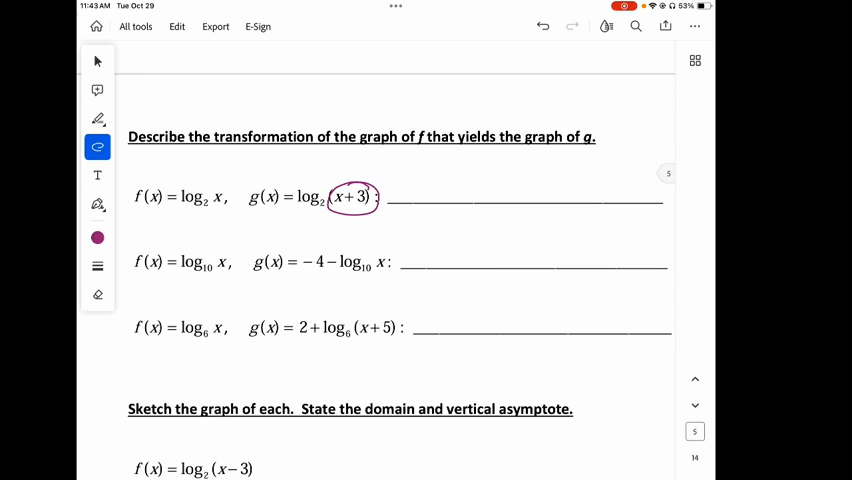 11:43 AM Tue Oct 29
53%
All tools Edit Export E-Sign
Describe the transformation of the graph of f that yields the graph of g.
5
f(x) = log₂ x, g(x) = log₂ (x+3):
f(x) = log₁₀ x, g(x) = −4 − log₁₀ x:
f(x) = log₆ x, g(x) = 2 + log₆ (x+5):
Sketch the graph of each. State the domain and vertical asymptote.
5
14
f(x) = log₂ (x−3)
T